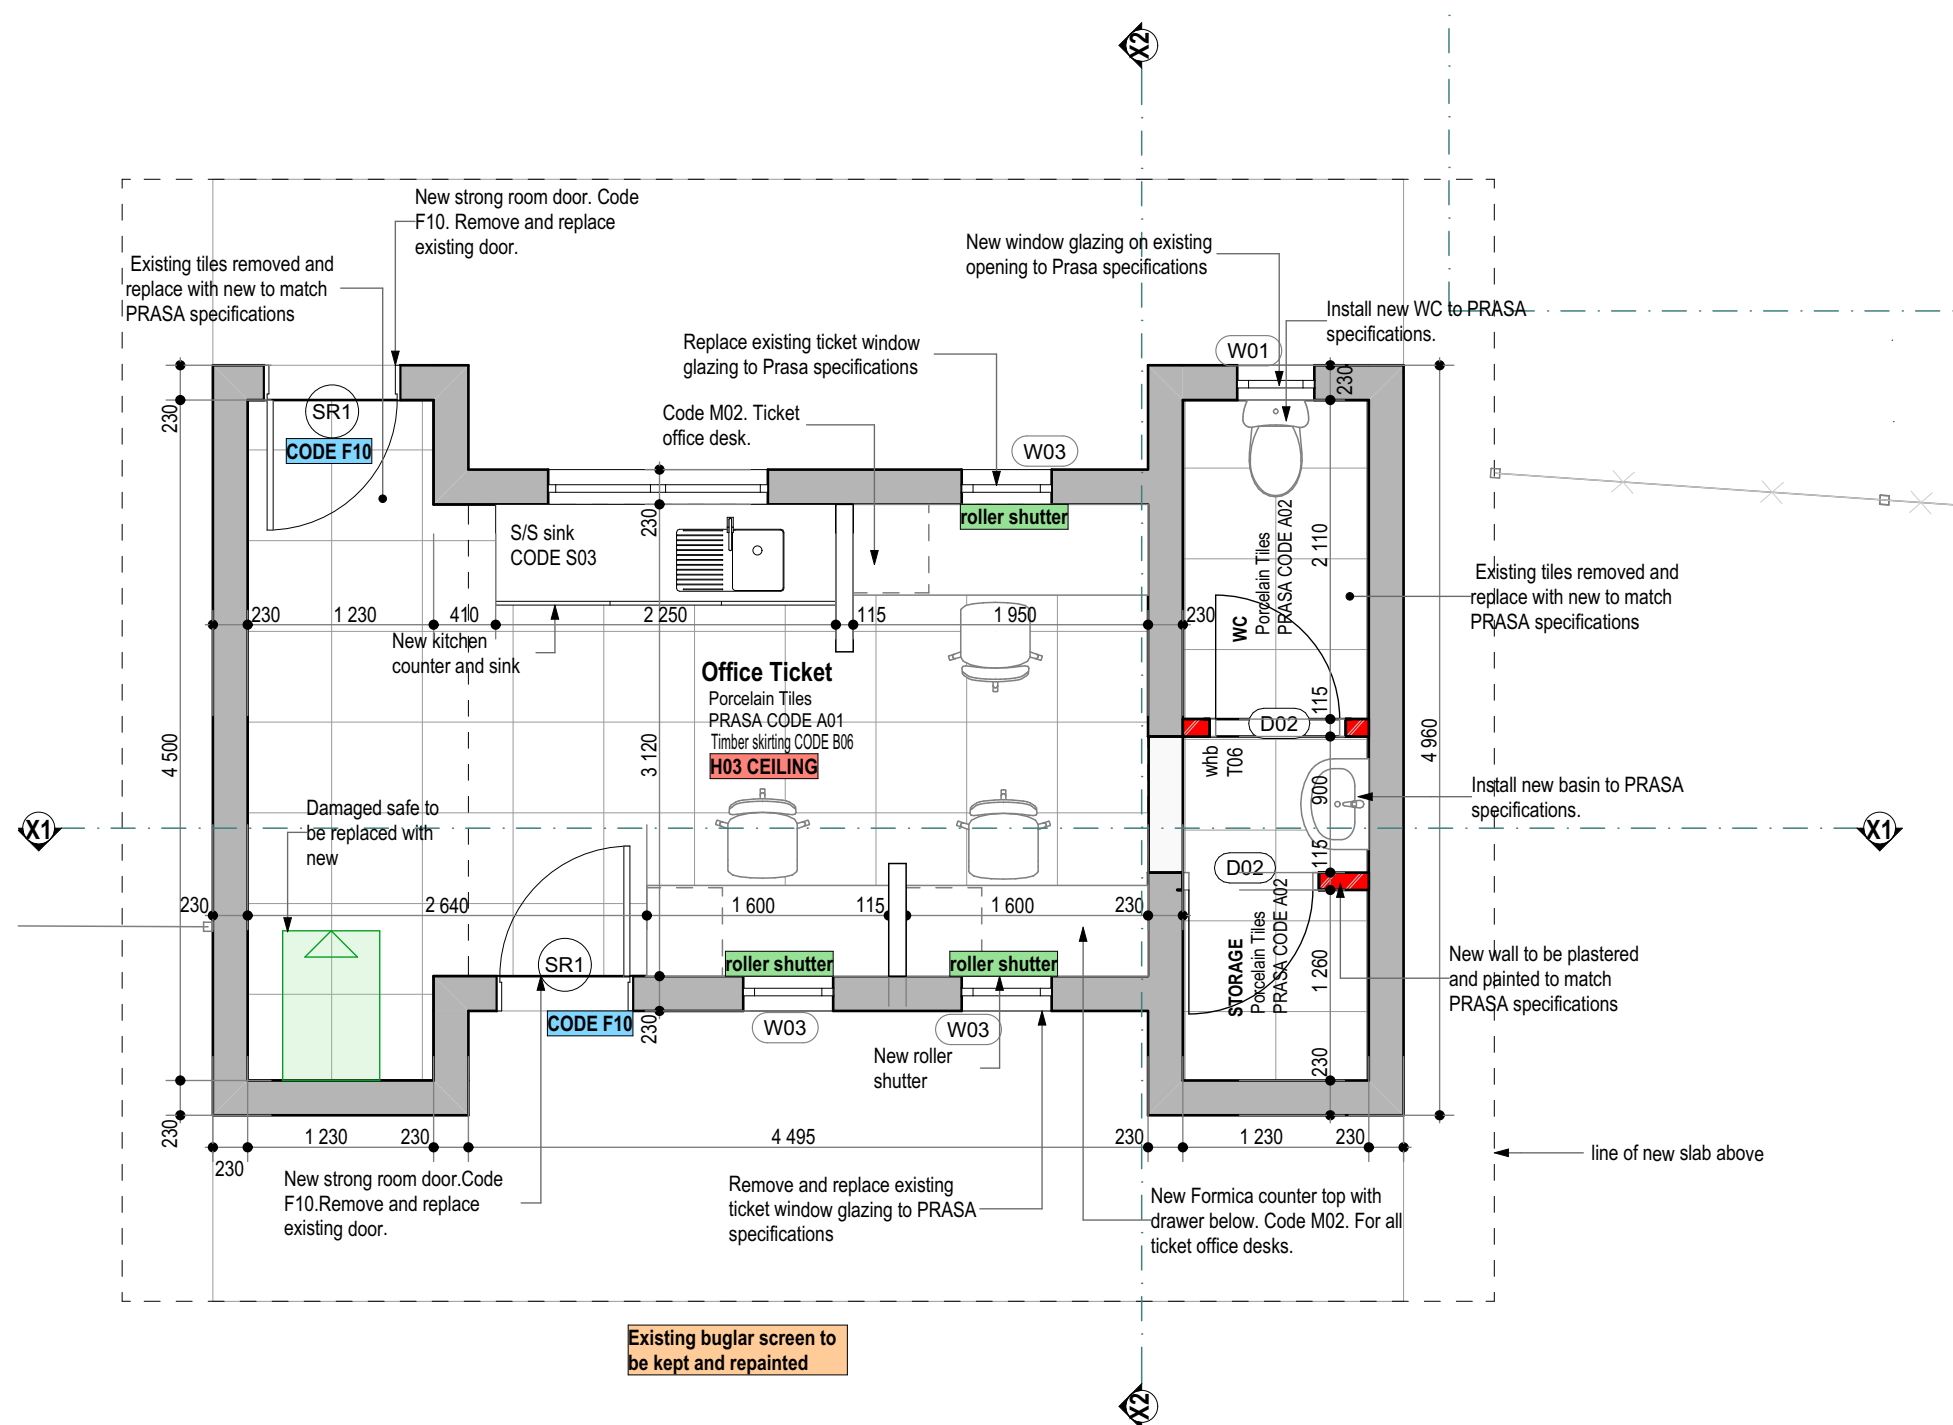 X2
New strong room door. Code
F10. Remove and replace
existing door.
Existing tiles removed and
replace with new to match
PRASA specifications
New window glazing on existing
opening to Prasa specifications
Install new WC to PRASA
specifications.
Replace existing ticket window
glazing to Prasa specifications
Code M02. Ticket
office desk.
W01
230
230
SR1
CODE F10
W03
roller shutter
S/S sink
CODE S03
230
WC
Porcelain Tiles
PRASA CODE A02
2 110
Existing tiles removed and
replace with new to match
PRASA specifications
230
1 230
410
2 250
115
1 950
230
New kitchen
counter and sink
Office Ticket
Porcelain Tiles
PRASA CODE A01
Timber skirting CODE B06
H03 CEILING
115
D02
whb
T06
4 500
3 120
900
4 960
Install new basin to PRASA
specifications.
Damaged safe to
be replaced with
new
X1
X1
115
D02
230
2 640
1 600
115
1 600
230
SR1
CODE F10
roller shutter
roller shutter
STORAGE
Porcelain Tiles
PRASA CODE A02
1 260
New wall to be plastered
and painted to match
PRASA specifications
230
W03
W03
New roller
shutter
230
230
230
1 230
230
4 495
230
1 230
230
line of new slab above
New strong room door.Code
F10.Remove and replace
existing door.
Remove and replace existing
ticket window glazing to PRASA
specifications
New Formica counter top with
drawer below. Code M02. For all
ticket office desks.
Existing buglar screen to
be kept and repainted
X2